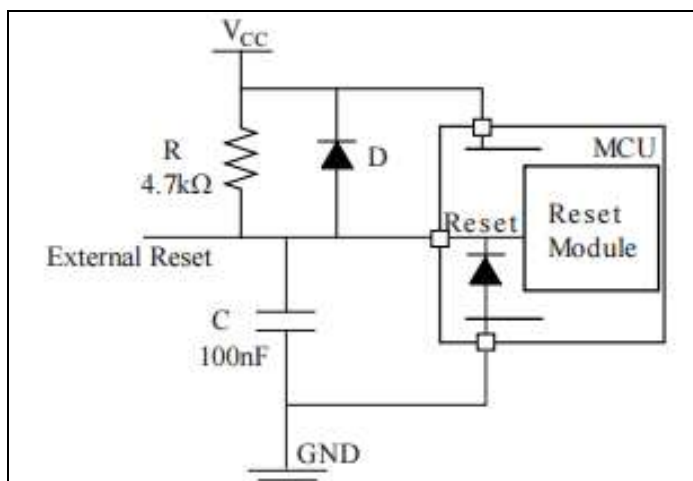 V_CC
R
4.7kΩ
D
MCU
Reset
Reset
Module
External Reset
C
100nF
GND